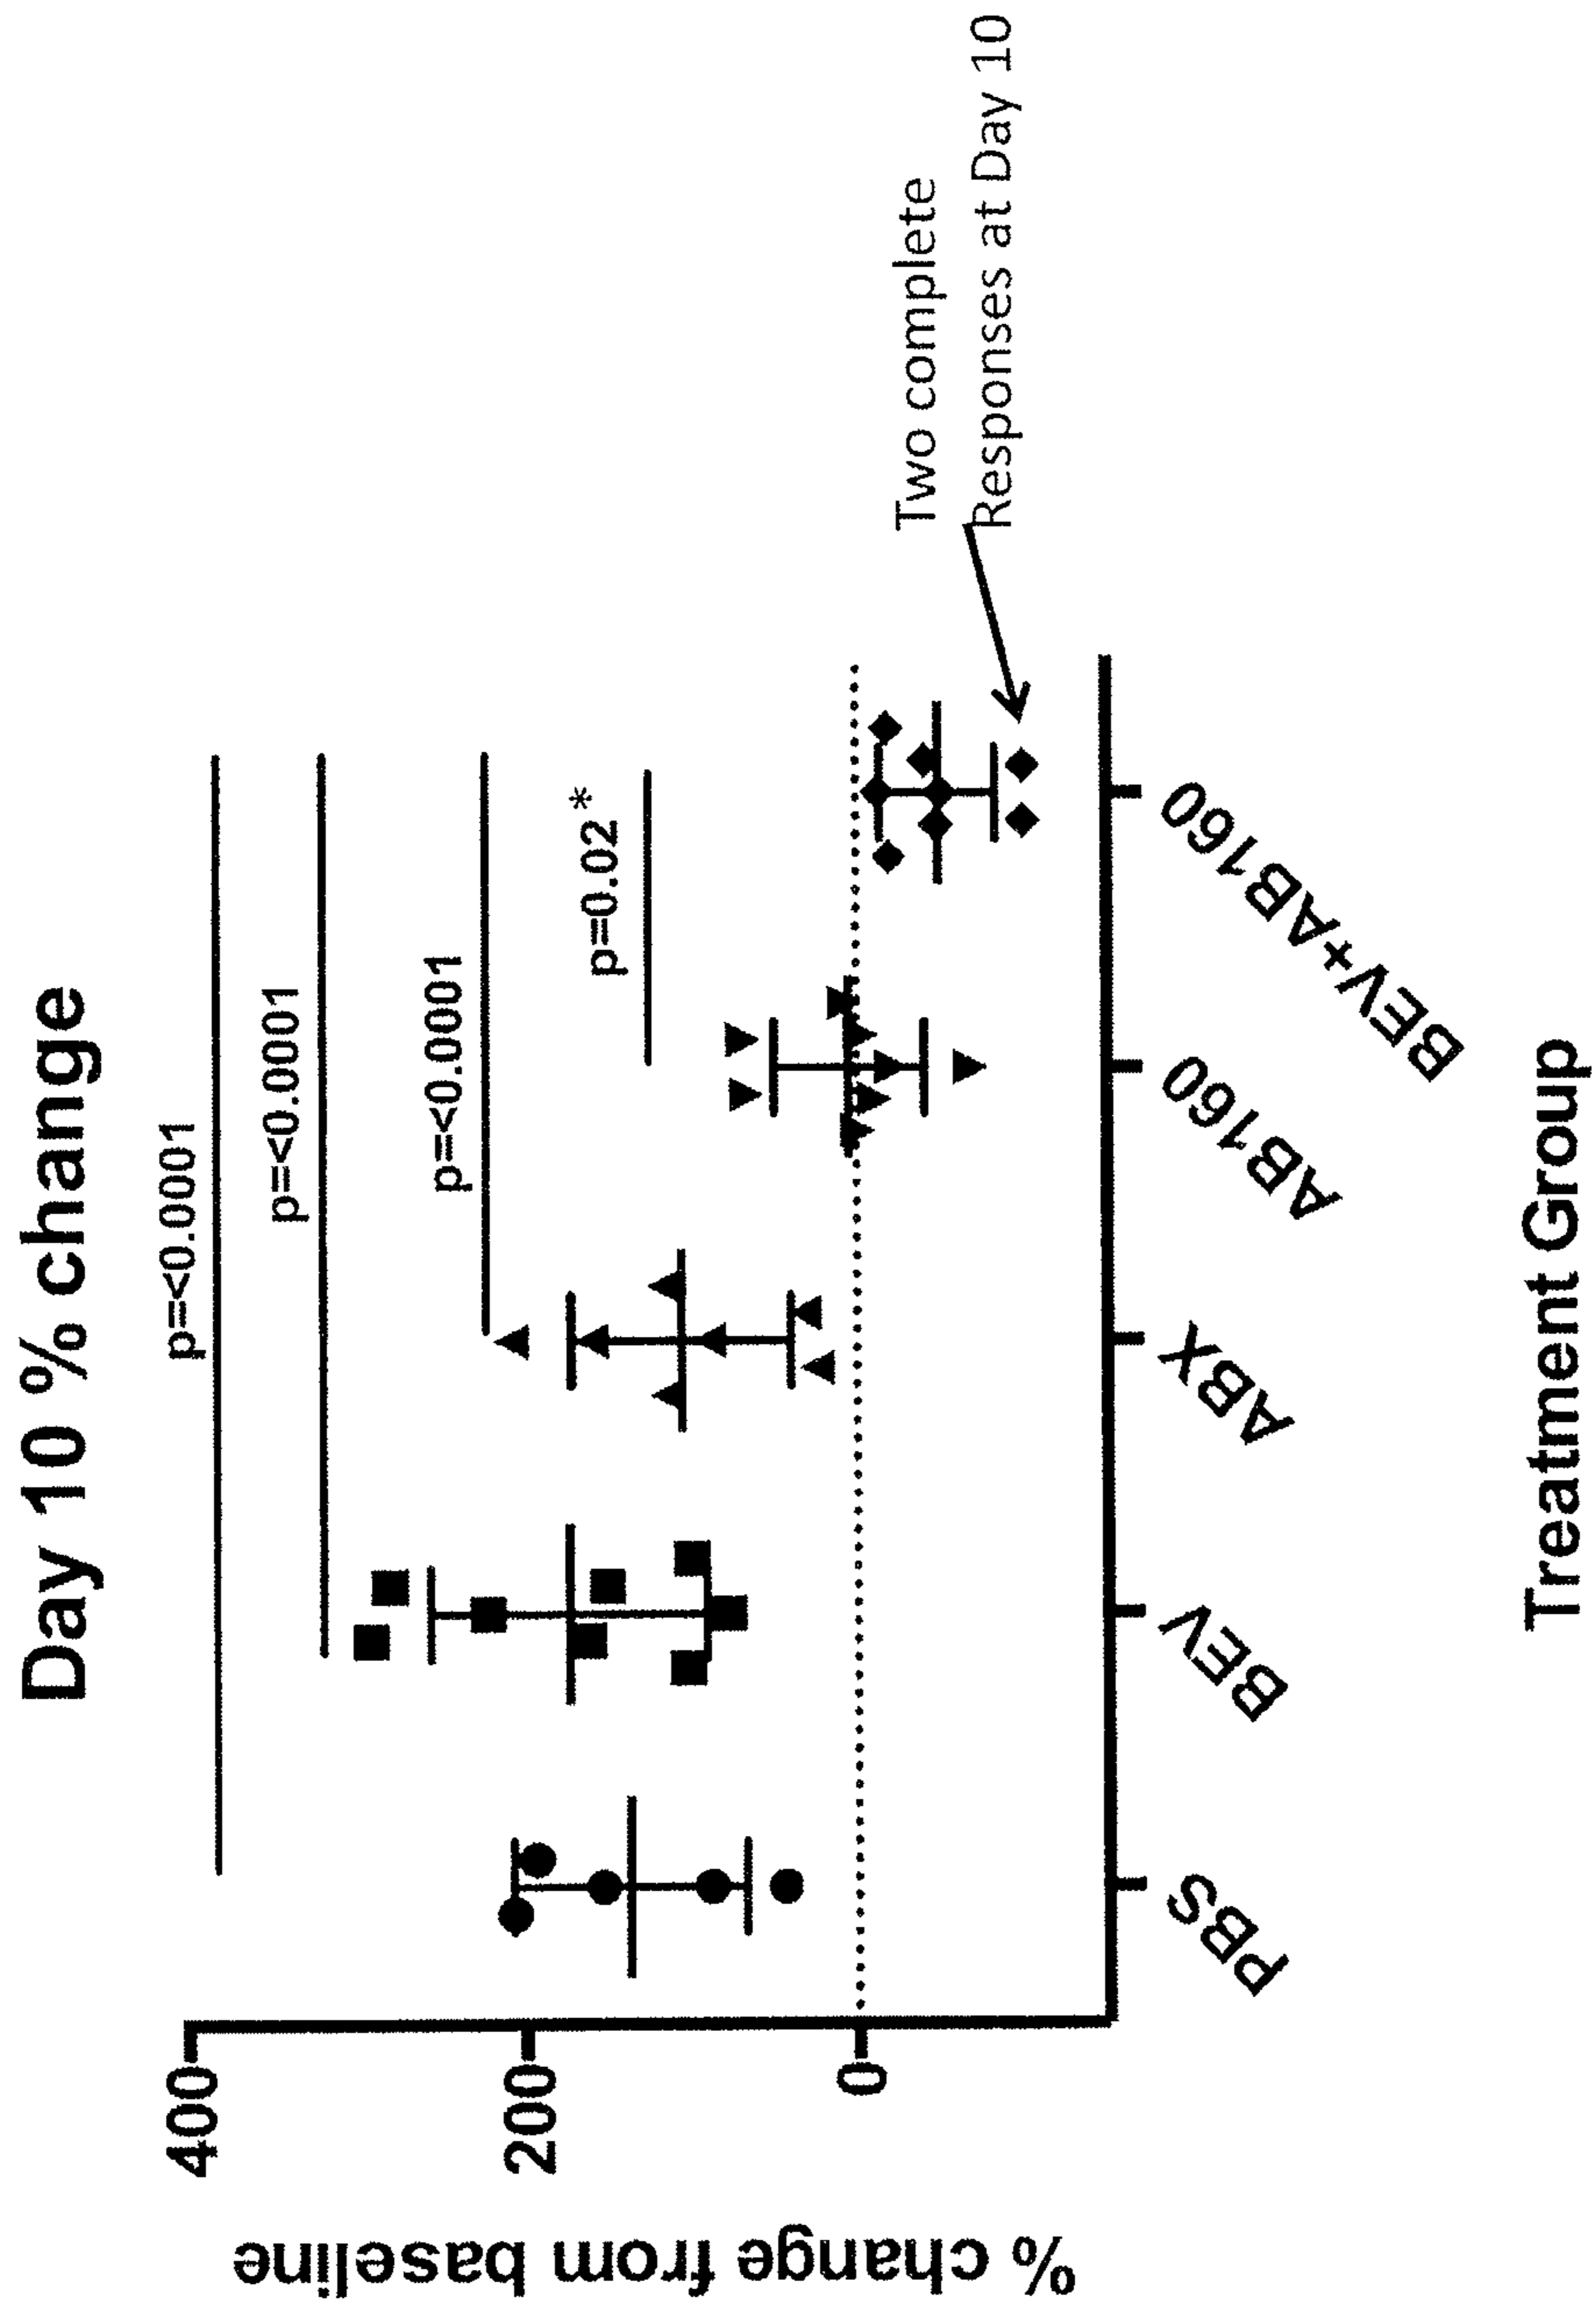 Day 10 % change
% change from baseline
400
200
0
p=<0.0001
p=<0.0001
p=<0.0001
p=0.02*
Two complete
Responses at Day 10
PBS
BEV
ABX
AB160
BEV+AB160
Treatment Group